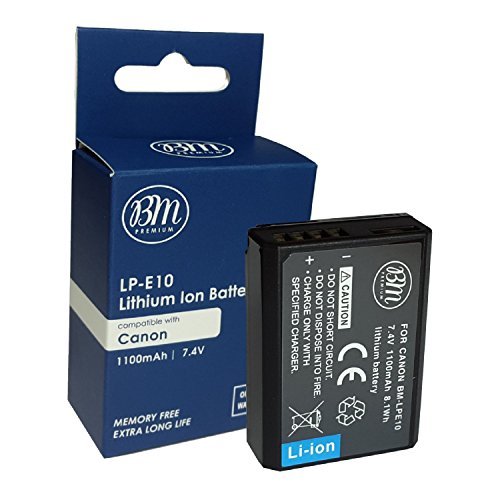 BM
PREMIUM
BM
PREMIUM
LP-E10
Lithium Ion
compatible with
Canon
1100mAh | 7.4V
MEMORY FREE
EXTRA LONG LIFE
BM
PREMIUM
FOR CANON BM-LPE10
7.4V 1100mAh 8.1Wh
lithium battery
CE
CAUTION
• DO NOT SHORT CIRCUIT.
• DO NOT DISPOSE INTO FIRE.
• CHARGE ONLY WITH
SPECIFIED CHARGER.
Li-ion